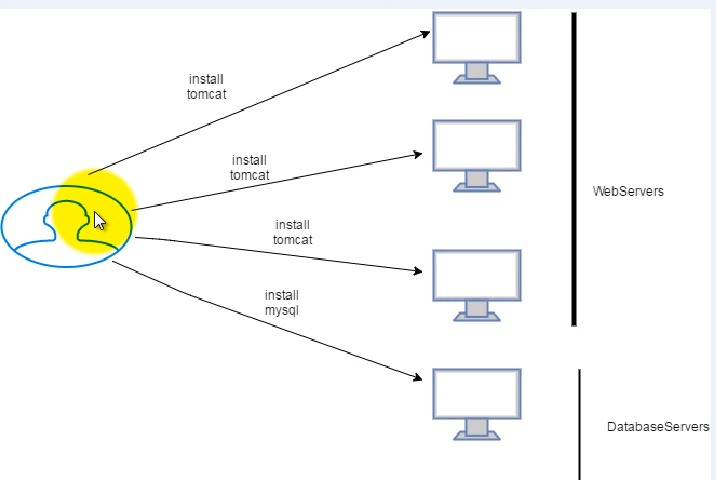 install
tomcat
install
tomcat
WebServers
install
tomcat
install
mysql
DatabaseServers